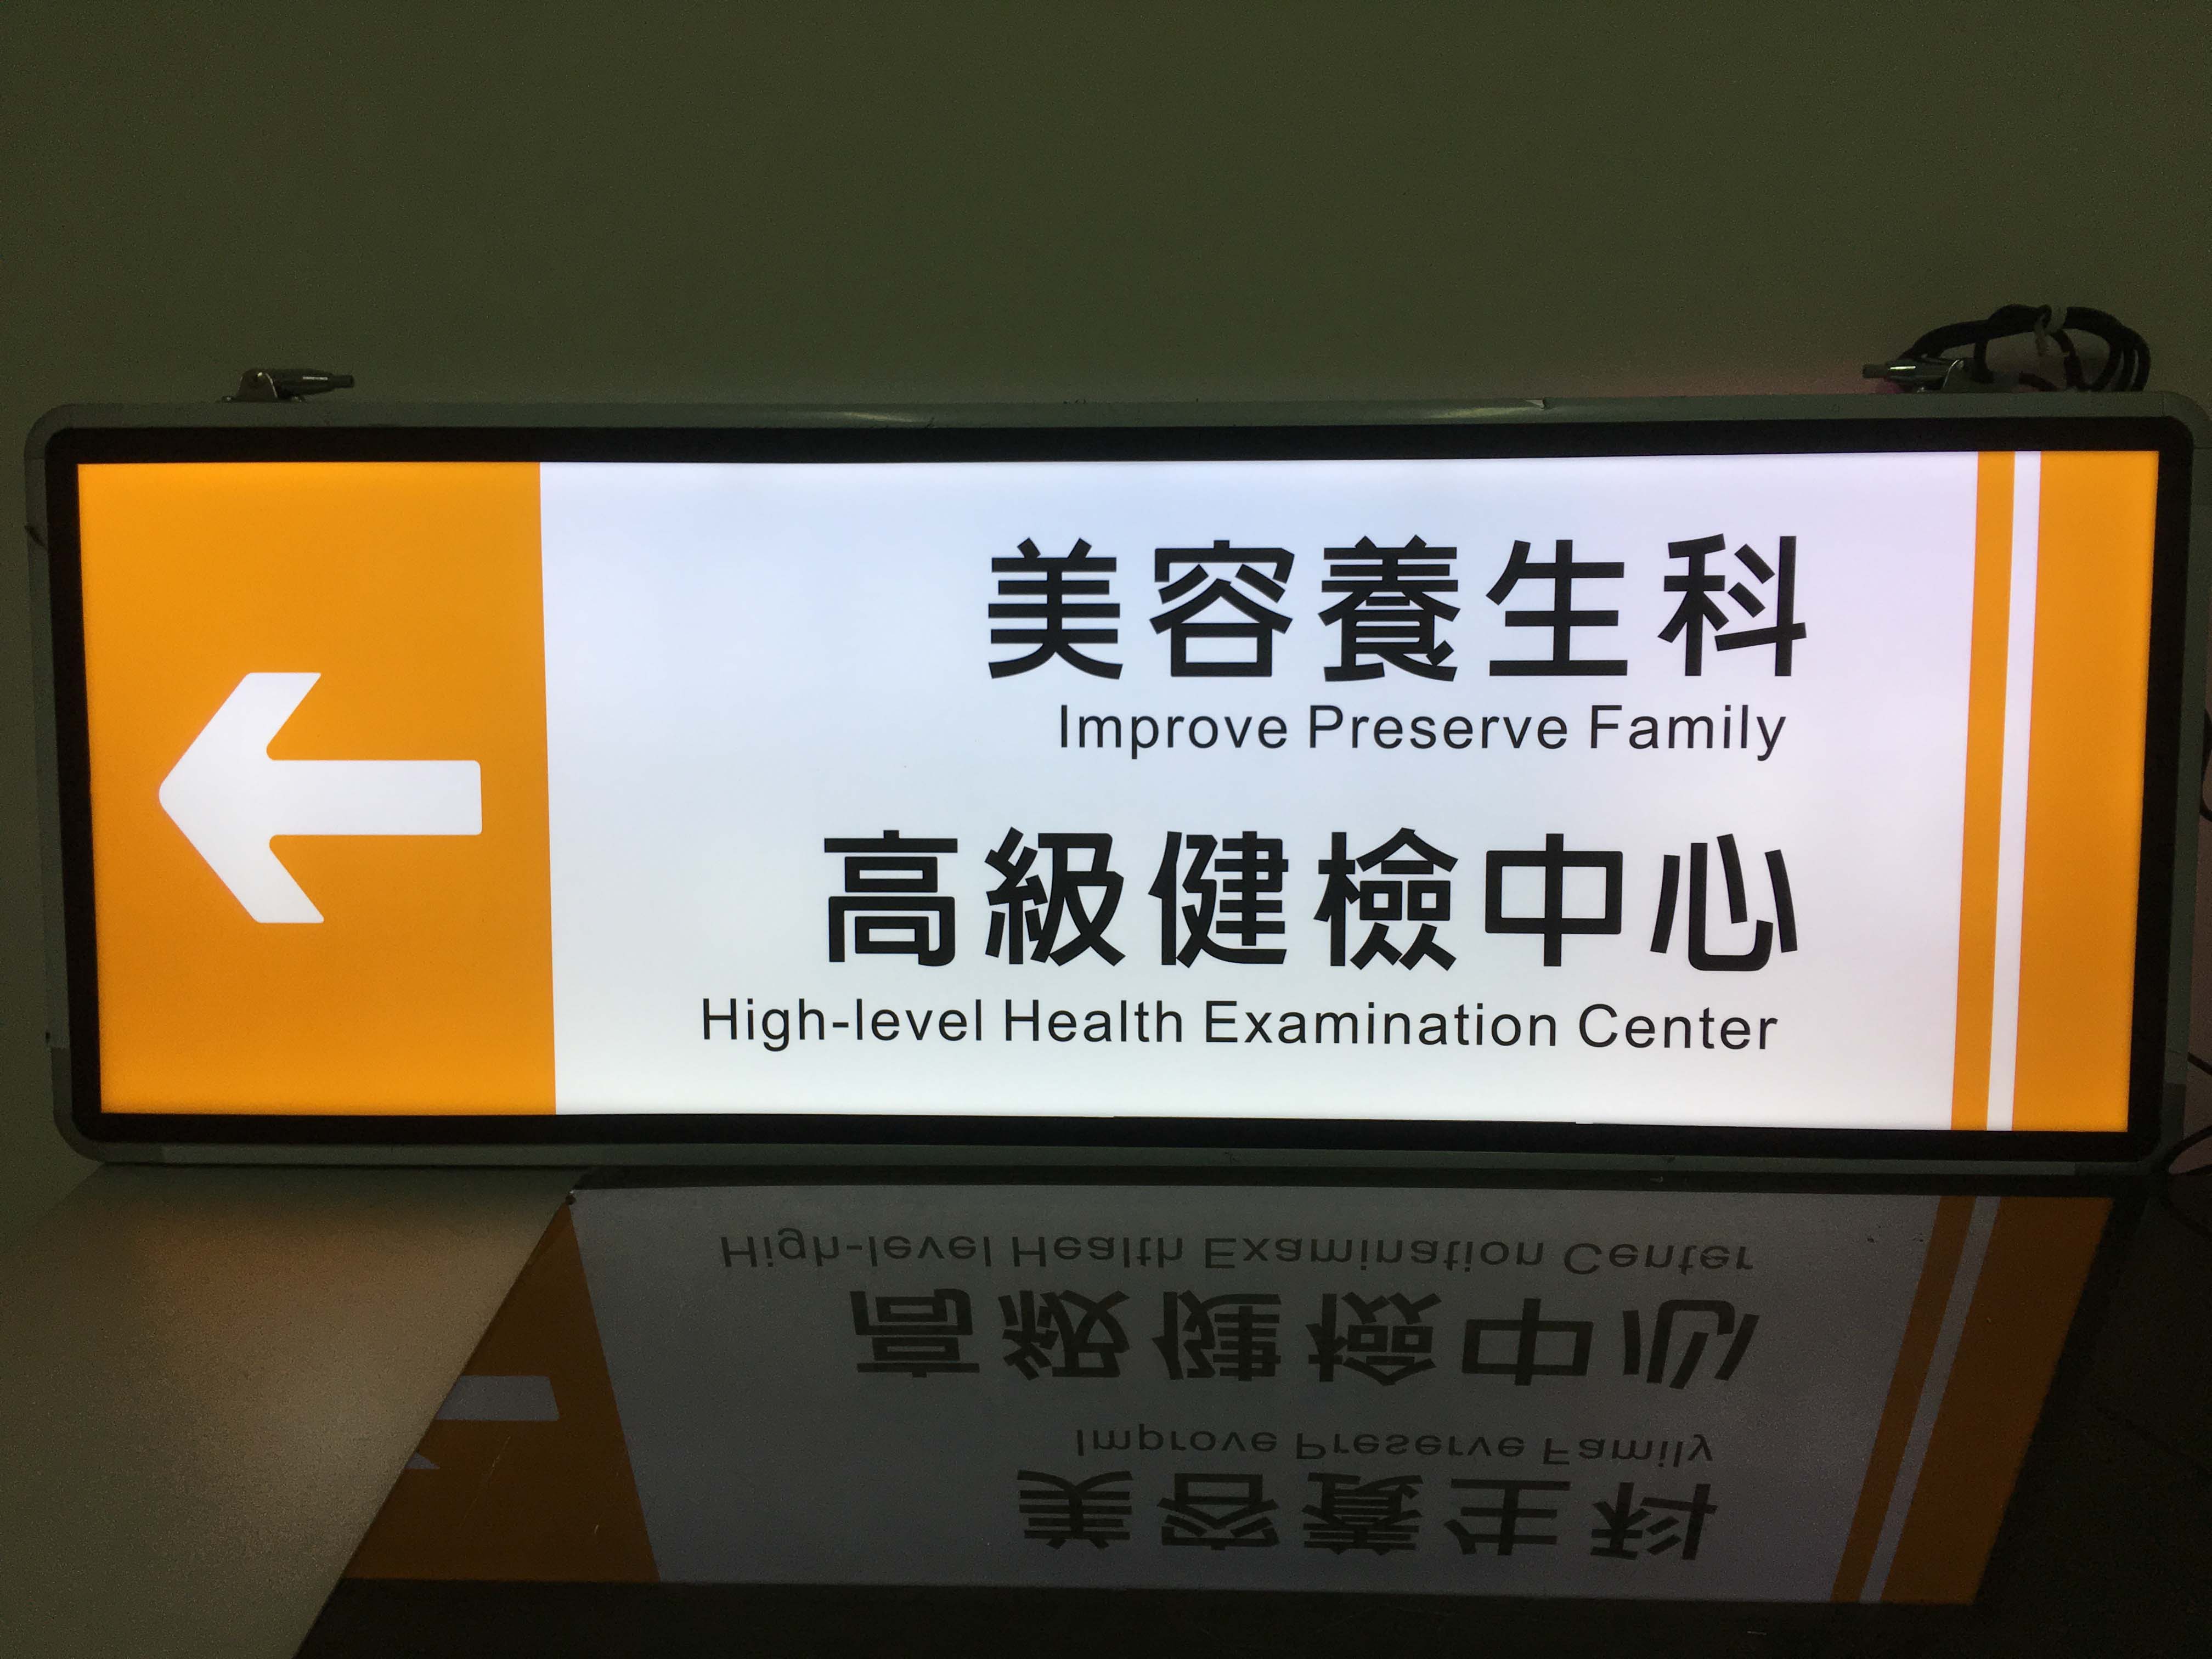 美容養生科
Improve Preserve Family
高級健檢中心
High-level Health Examination Center